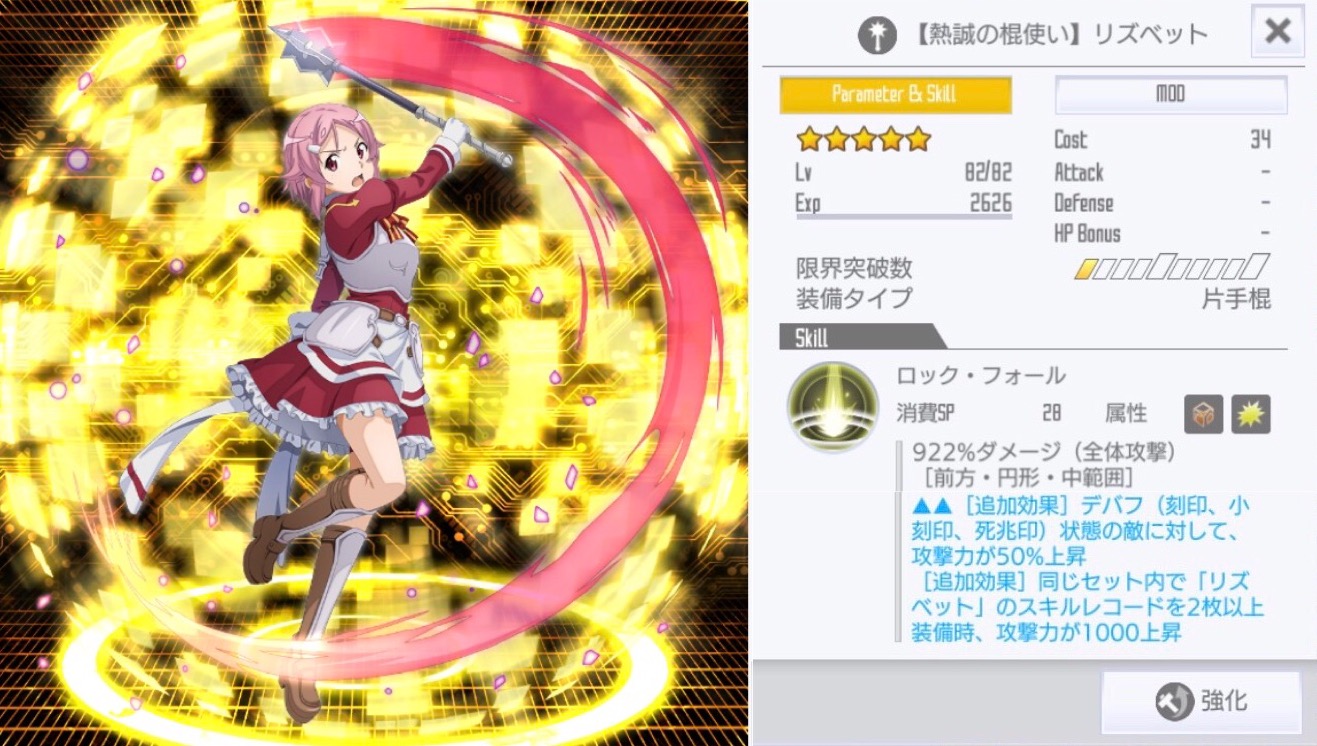 【熱誠の棍使い】リズベット
Parameter & Skill
MOD
Lv 82/82
Exp 2626
Cost 34
Attack -
Defense -
HP Bonus -
限界突破数
装備タイプ 片手棍
Skill
ロック・フォール
消費SP 28 属性
922%ダメージ（全体攻撃）
［前方・円形・中範囲］
▲▲［追加効果］デバフ（刻印、小
刻印、死兆印）状態の敵に対して、
攻撃力が50%上昇
［追加効果］同じセット内で「リズ
ベット」のスキルレコードを2枚以上
装備時、攻撃力が1000上昇
強化